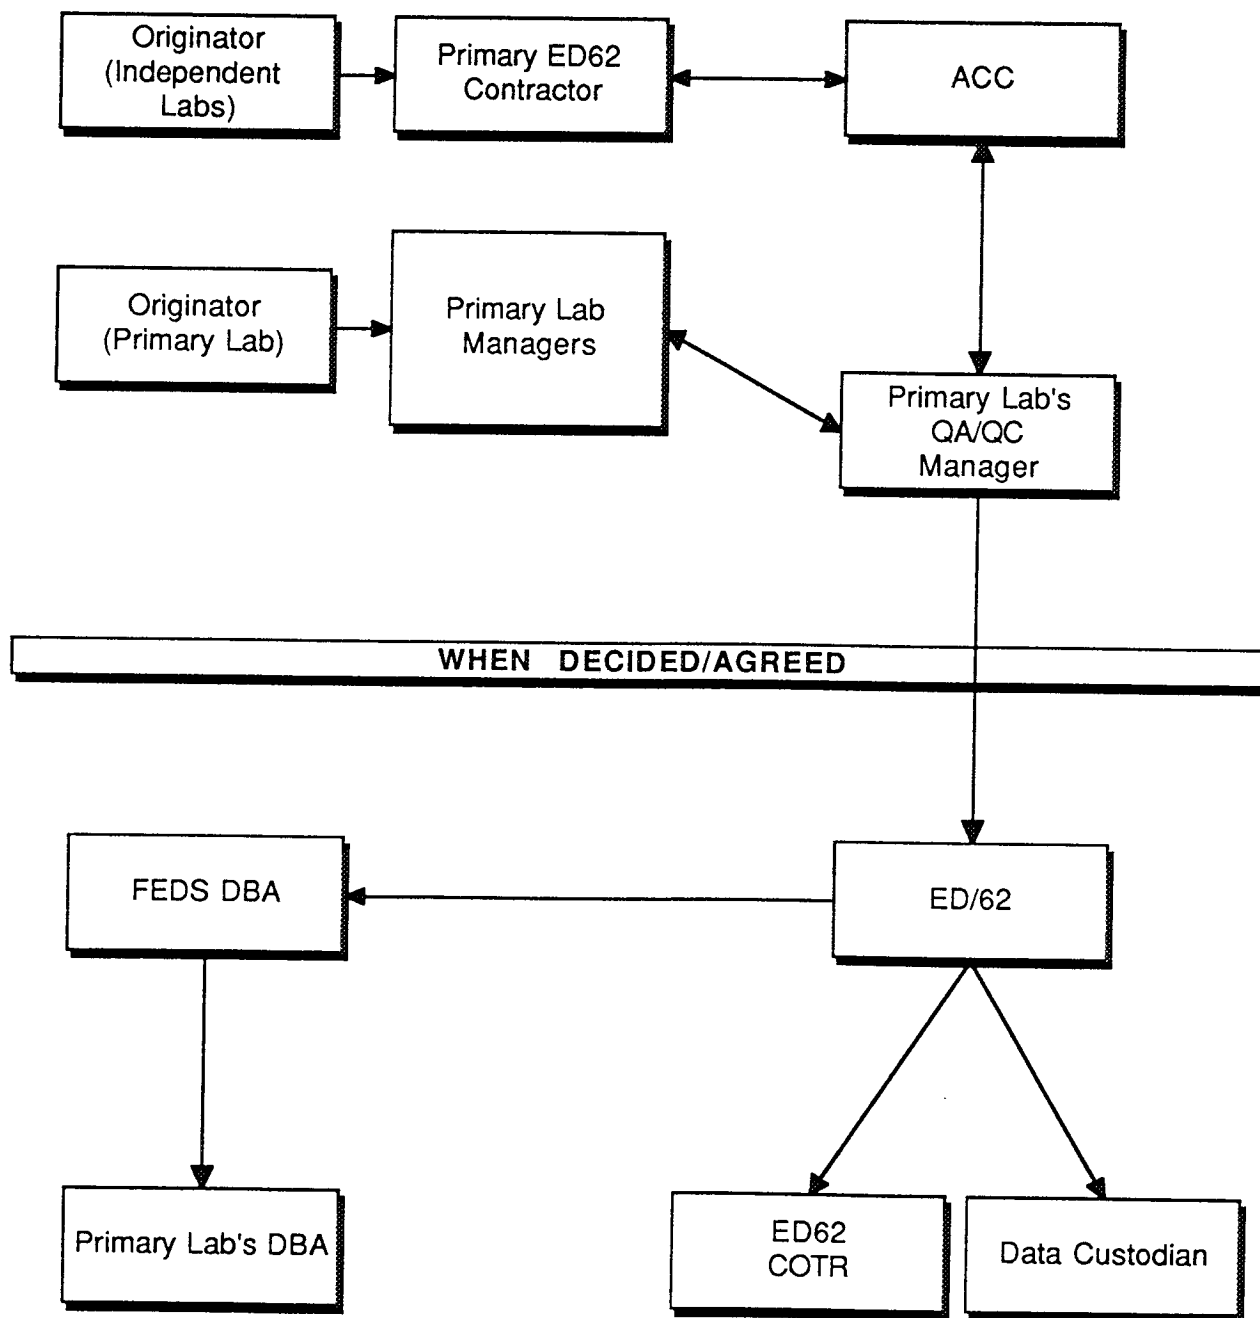 Originator
(Independent
Labs)
Primary ED62
Contractor
ACC
Originator
(Primary Lab)
Primary Lab
Managers
Primary Lab's
QA/QC
Manager
WHEN DECIDED/AGREED
FEDS DBA
ED/62
Primary Lab's DBA
ED62
COTR
Data Custodian